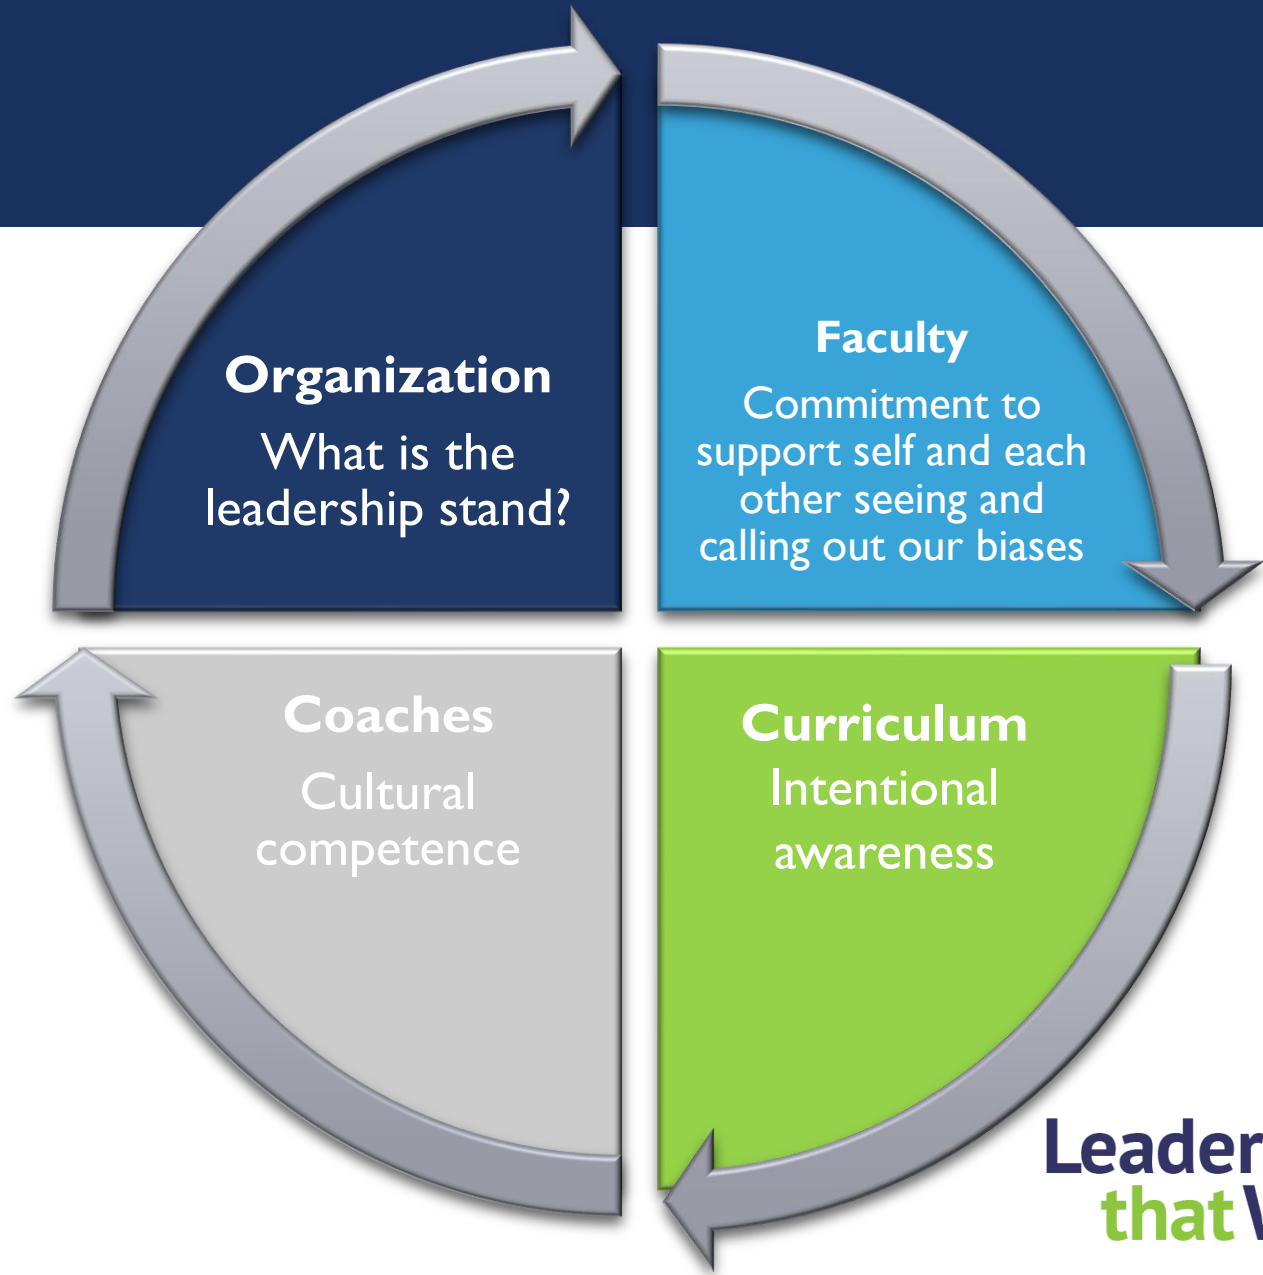 Organization
What is the
leadership stand?
Faculty
Commitment to
support self and each
other seeing and
calling out our biases
Curriculum
Intentional
awareness
Coaches
Cultural
competence
Leader
that